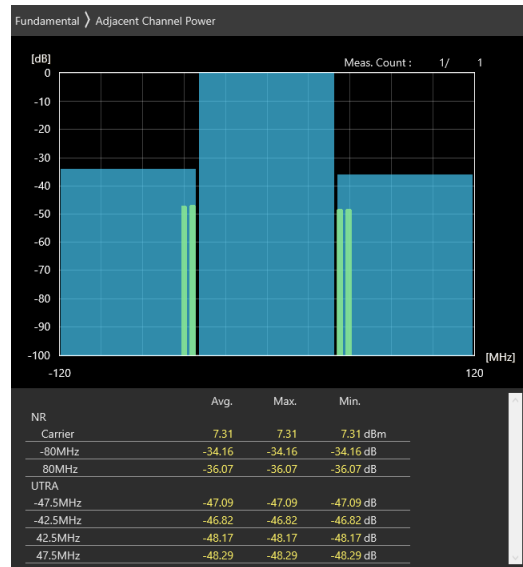 Fundamental 〉 Adjacent Channel Power
[dB]
Meas. Count : 1/ 1
0
-10
-20
-30
-40
-50
-60
-70
-80
-90
-100
[MHz]
-120 120
Avg. Max. Min.
NR
Carrier 7.31 7.31 7.31 dBm
-80MHz -34.16 -34.16 -34.16 dB
80MHz -36.07 -36.07 -36.07 dB
UTRA
-47.5MHz -47.09 -47.09 -47.09 dB
-42.5MHz -46.82 -46.82 -46.82 dB
42.5MHz -48.17 -48.17 -48.17 dB
47.5MHz -48.29 -48.29 -48.29 dB